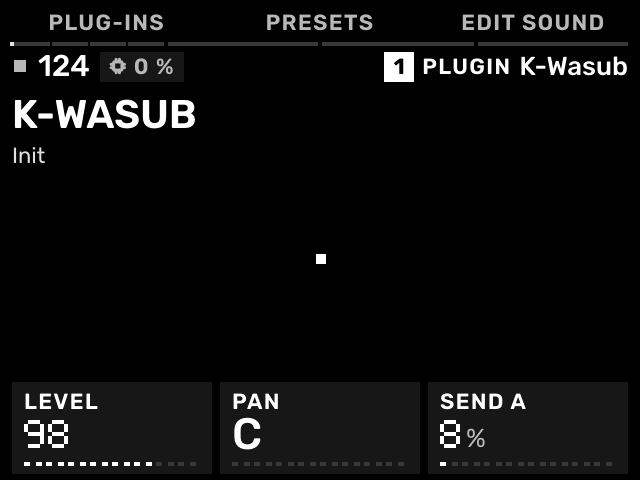 PLUG-INS PRESETS EDIT SOUND
124 0 % 1 PLUGIN K-Wasub
K-WASUB
Init
LEVEL PAN SEND A
98 C 8 %